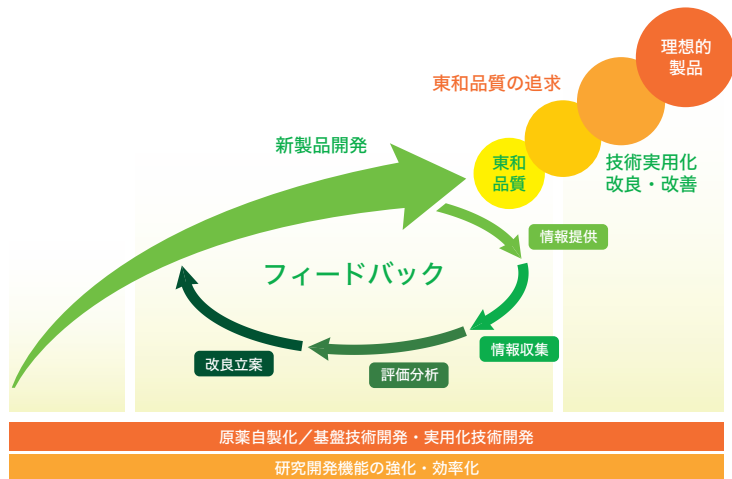 理想的
製品
東和品質の追求
新製品開発
東和
品質
技術実用化
改良・改善
情報提供
フィードバック
情報収集
改良立案
評価分析
原薬自製化／基盤技術開発・実用化技術開発
研究開発機能の強化・効率化